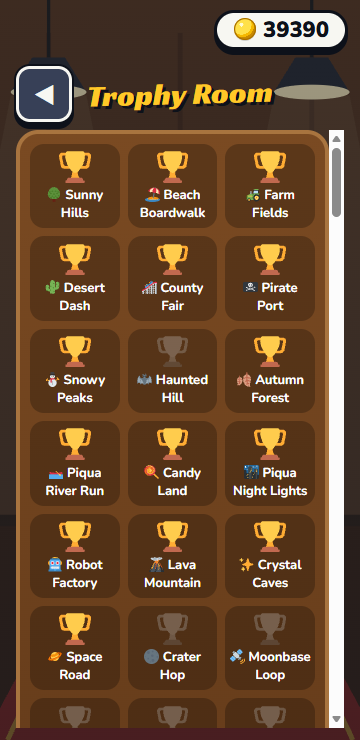 39390
Trophy Room
Sunny
Hills
Beach
Boardwalk
Farm
Fields
Desert
Dash
County
Fair
Pirate
Port
Snowy
Peaks
Haunted
Hill
Autumn
Forest
Piqua
River Run
Candy
Land
Piqua
Night Lights
Robot
Factory
Lava
Mountain
Crystal
Caves
Space
Road
Crater
Hop
Moonbase
Loop